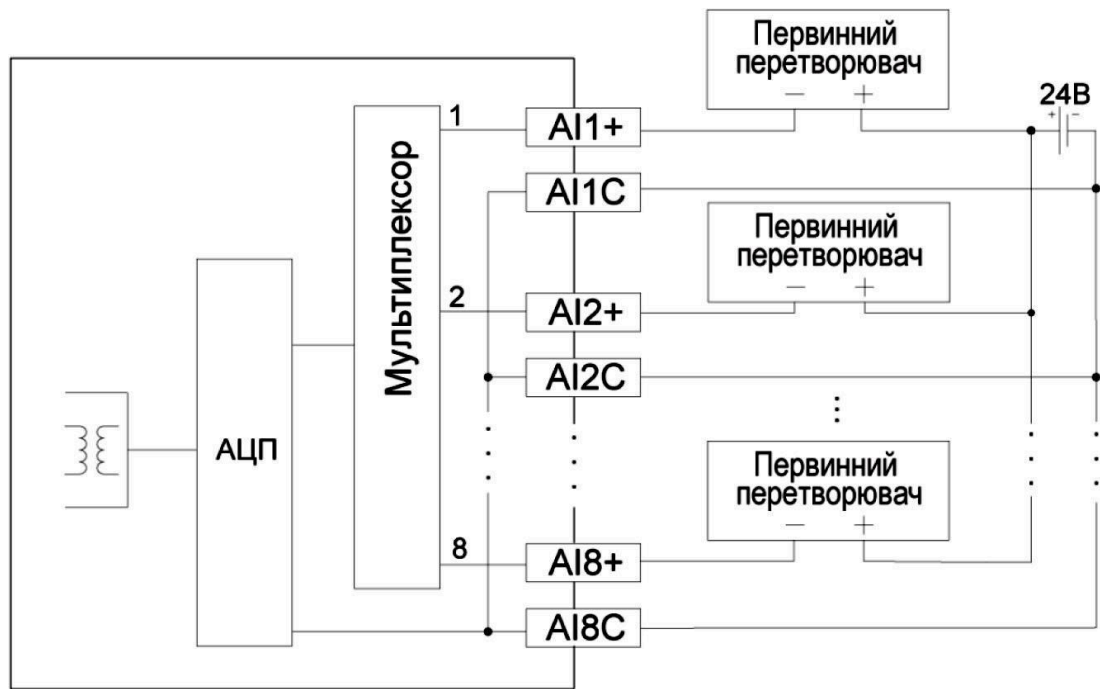 Первинний
перетворювач
− +
24В
+ −
1
AI1+
AI1C
Мультиплексор
Первинний
перетворювач
− +
2
AI2+
AI2C
АЦП
Первинний
перетворювач
− +
8
AI8+
AI8C